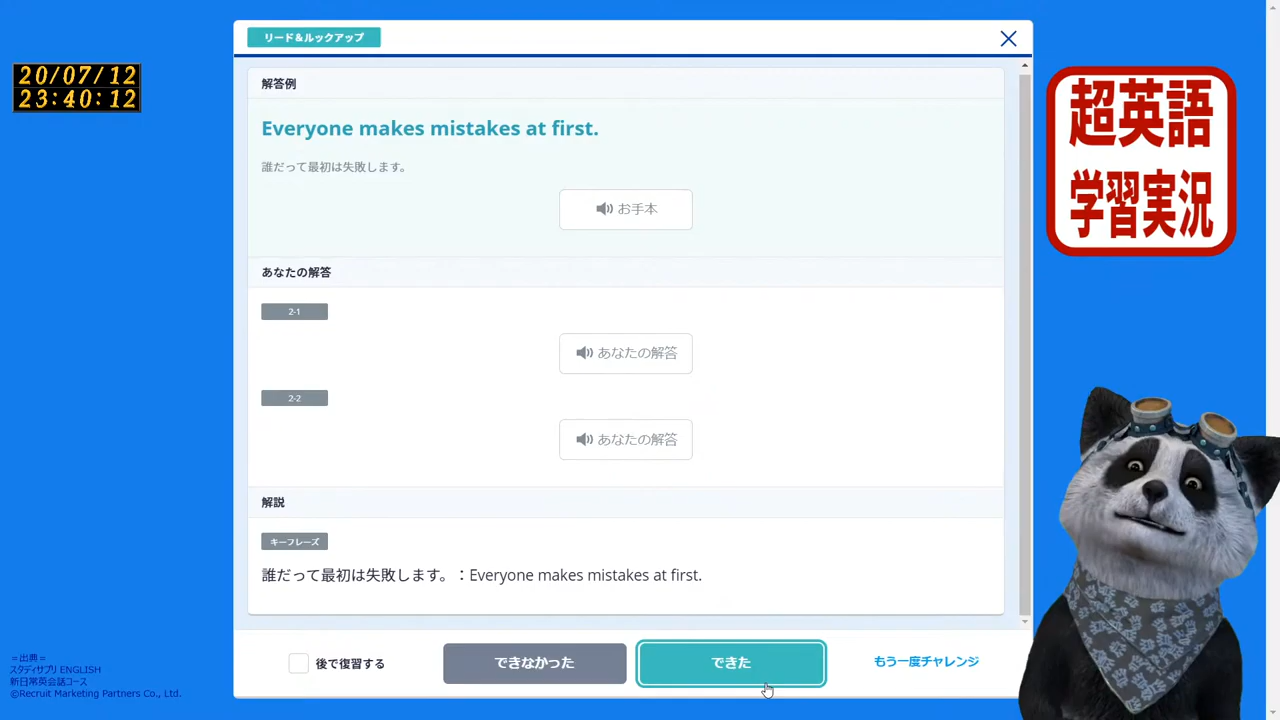 リード&ルックアップ
20/07/12
23:40:12
解答例
Everyone makes mistakes at first.
誰だって最初は失敗します。
お手本
あなたの解答
2-1
あなたの解答
2-2
あなたの解答
解説
キーフレーズ
誰だって最初は失敗します。：Everyone makes mistakes at first.
後で復習する
できなかった
できた
もう一度チャレンジ
超英語
学習実況
＝出典＝
スタディサプリ ENGLISH
新日常英会話コース
©Recruit Marketing Partners Co., Ltd.